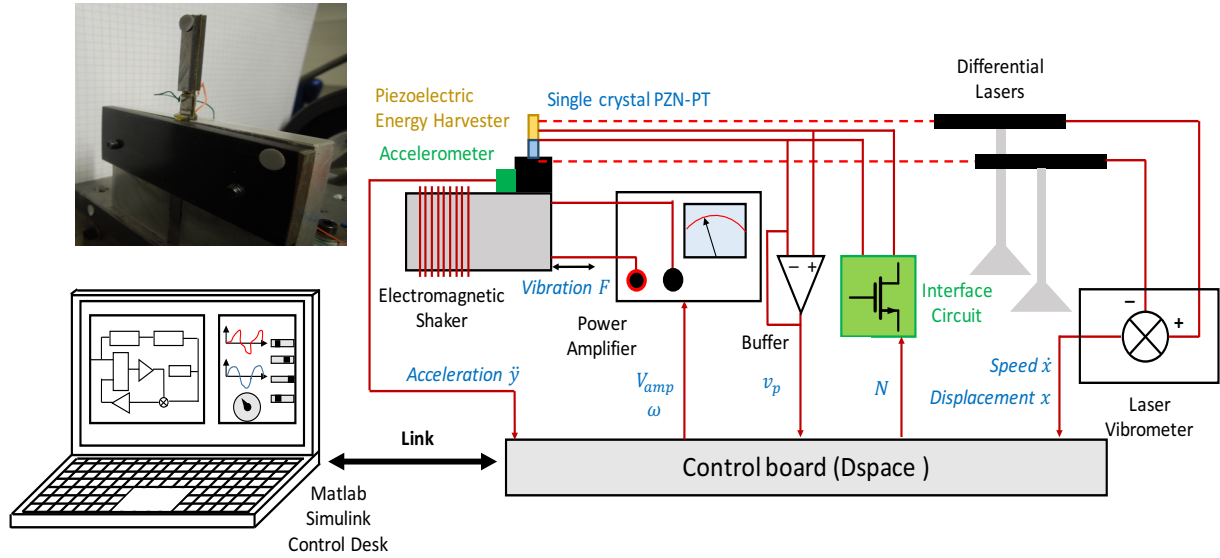 Differential
Lasers
Piezoelectric
Energy Harvester
Single crystal PZN-PT
Accelerometer
Electromagnetic
Shaker
Vibration F
Power
Amplifier
− +
Buffer
Interface
Circuit
−
+
Laser
Vibrometer
Acceleration ÿ
V_amp
ω
v_p
N
Speed ẋ
Displacement x
Link
Control board (Dspace )
Matlab
Simulink
Control Desk